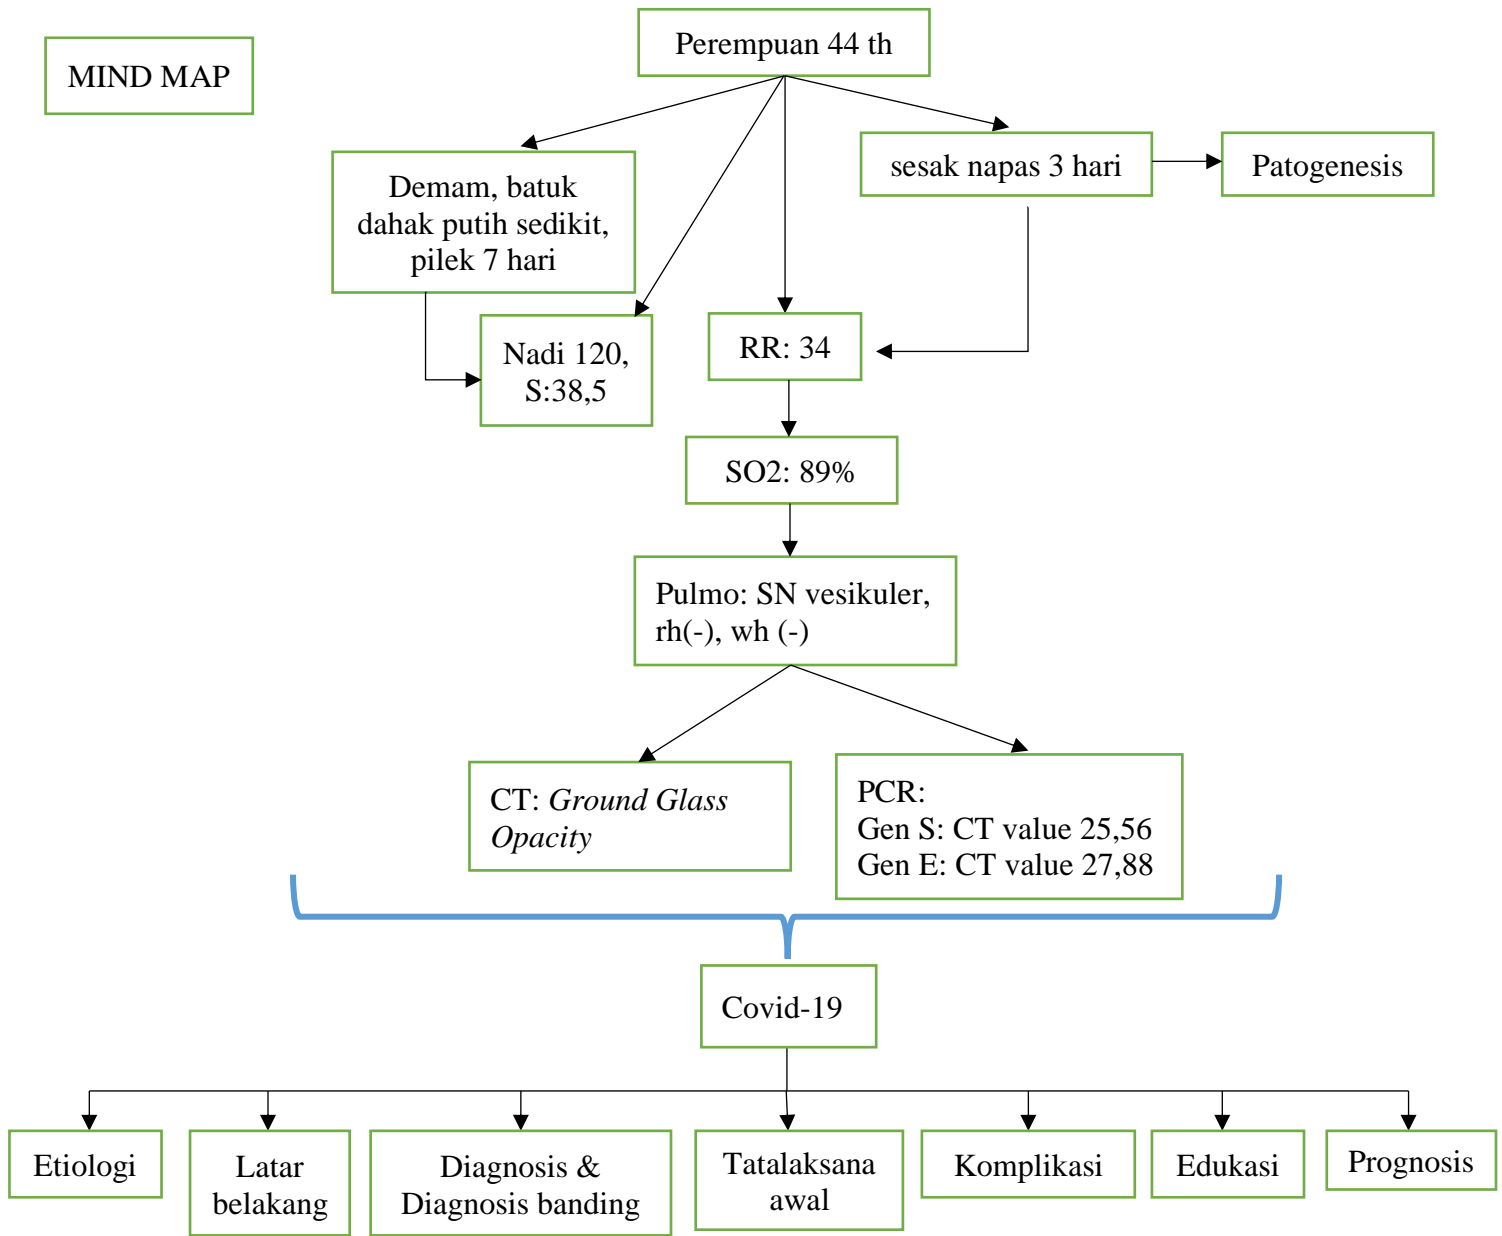 MIND MAP
Perempuan 44 th
Demam, batuk
dahak putih sedikit,
pilek 7 hari
sesak napas 3 hari
Patogenesis
Nadi 120,
S:38,5
RR: 34
SO2: 89%
Pulmo: SN vesikuler,
rh(-), wh (-)
CT: Ground Glass
Opacity
PCR:
Gen S: CT value 25,56
Gen E: CT value 27,88
Covid-19
Etiologi
Latar
belakang
Diagnosis &
Diagnosis banding
Tatalaksana
awal
Komplikasi
Edukasi
Prognosis